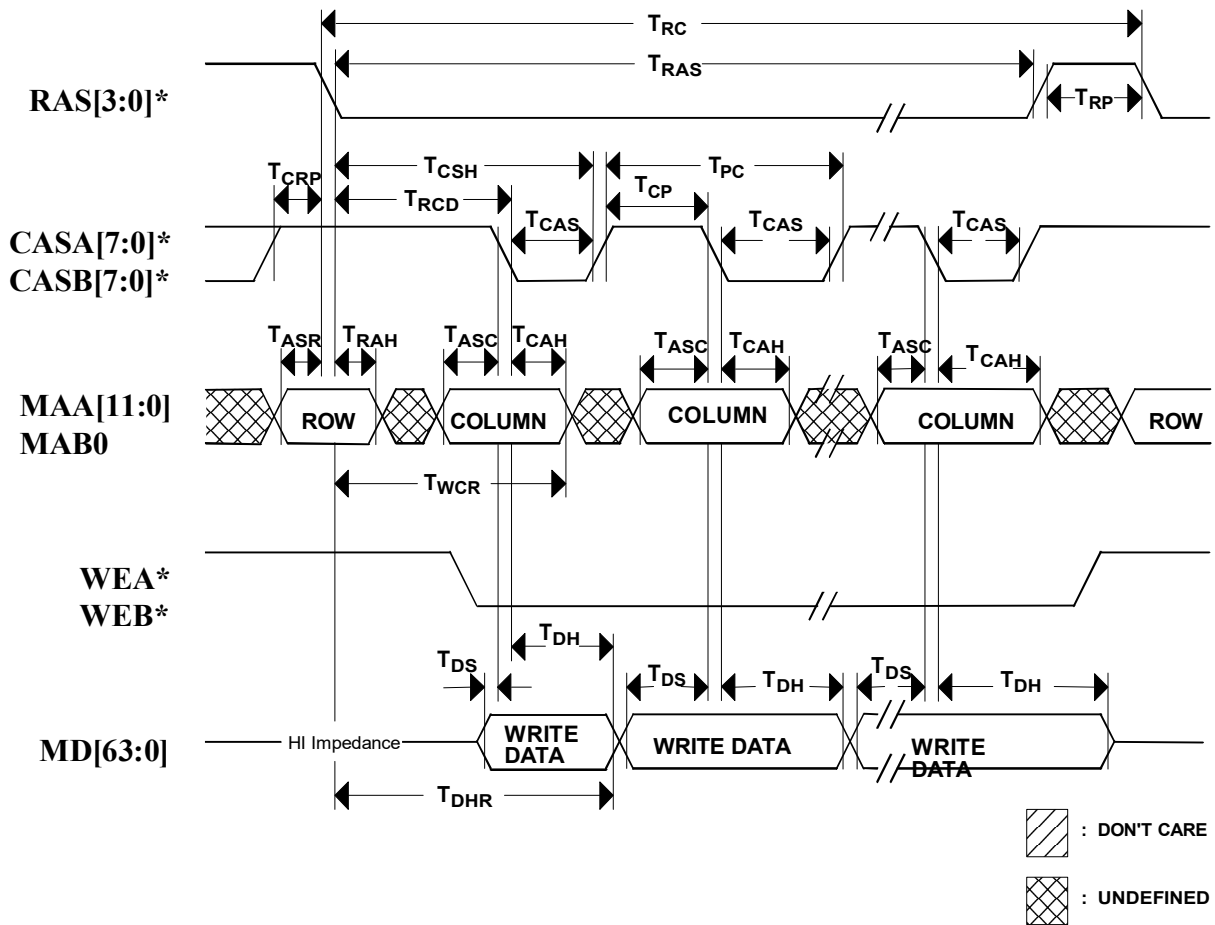 TRC
TRAS
RAS[3:0]*
TRP
TCRP
TCSH
TPC
TRCD
TCP
TCAS
TCAS
TCAS
CASA[7:0]*
CASB[7:0]*
TASR
TRAH
TASC
TCAH
TASC
TCAH
TASC
TCAH
MAA[11:0]
MAB0
ROW
COLUMN
COLUMN
COLUMN
ROW
TWCR
WEA*
WEB*
TDH
TDS
TDS
TDH
TDS
TDH
MD[63:0]
HI Impedance
WRITE
DATA
WRITE DATA
WRITE
DATA
TDHR
: DON'T CARE
: UNDEFINED